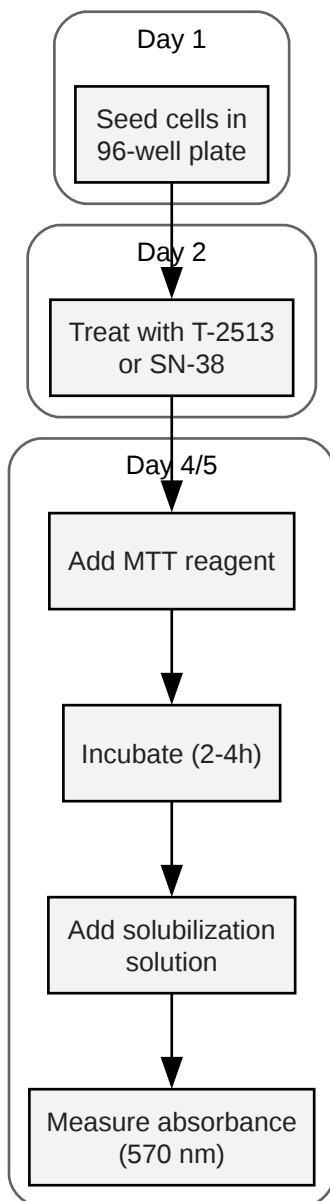 Day 1
Seed cells in
96-well plate
Day 2
Treat with T-2513
or SN-38
Day 4/5
Add MTT reagent
Incubate (2-4h)
Add solubilization
solution
Measure absorbance
(570 nm)